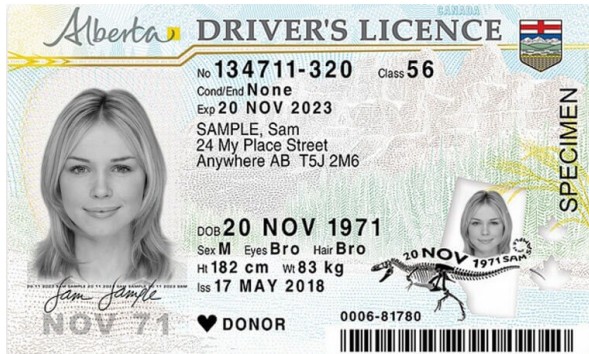 CANADA
Alberta DRIVER'S LICENCE
No 134711-320 Class 56
Cond/End None
Exp 20 NOV 2023
SAMPLE, Sam
24 My Place Street
Anywhere AB T5J 2M6
SPECIMEN
DOB 20 NOV 1971
Sex M Eyes Bro Hair Bro
Ht 182 cm Wt 83 kg
Iss 17 MAY 2018
20 NOV 1971 SAM
Sam Sample
NOV 71
DONOR
0006-81780